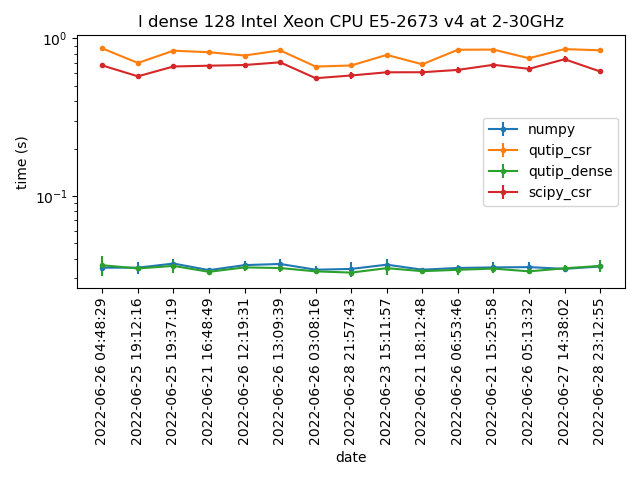 I dense 128 Intel Xeon CPU E5-2673 v4 at 2-30GHz
10^0
10^-1
time (s)
numpy
qutip_csr
qutip_dense
scipy_csr
2022-06-26 04:48:29
2022-06-25 19:12:16
2022-06-25 19:37:19
2022-06-21 16:48:49
2022-06-26 12:19:31
2022-06-26 13:09:39
2022-06-26 03:08:16
2022-06-28 21:57:43
2022-06-23 15:11:57
2022-06-21 18:12:48
2022-06-26 06:53:46
2022-06-21 15:25:58
2022-06-26 05:13:32
2022-06-27 14:38:02
2022-06-28 23:12:55
date